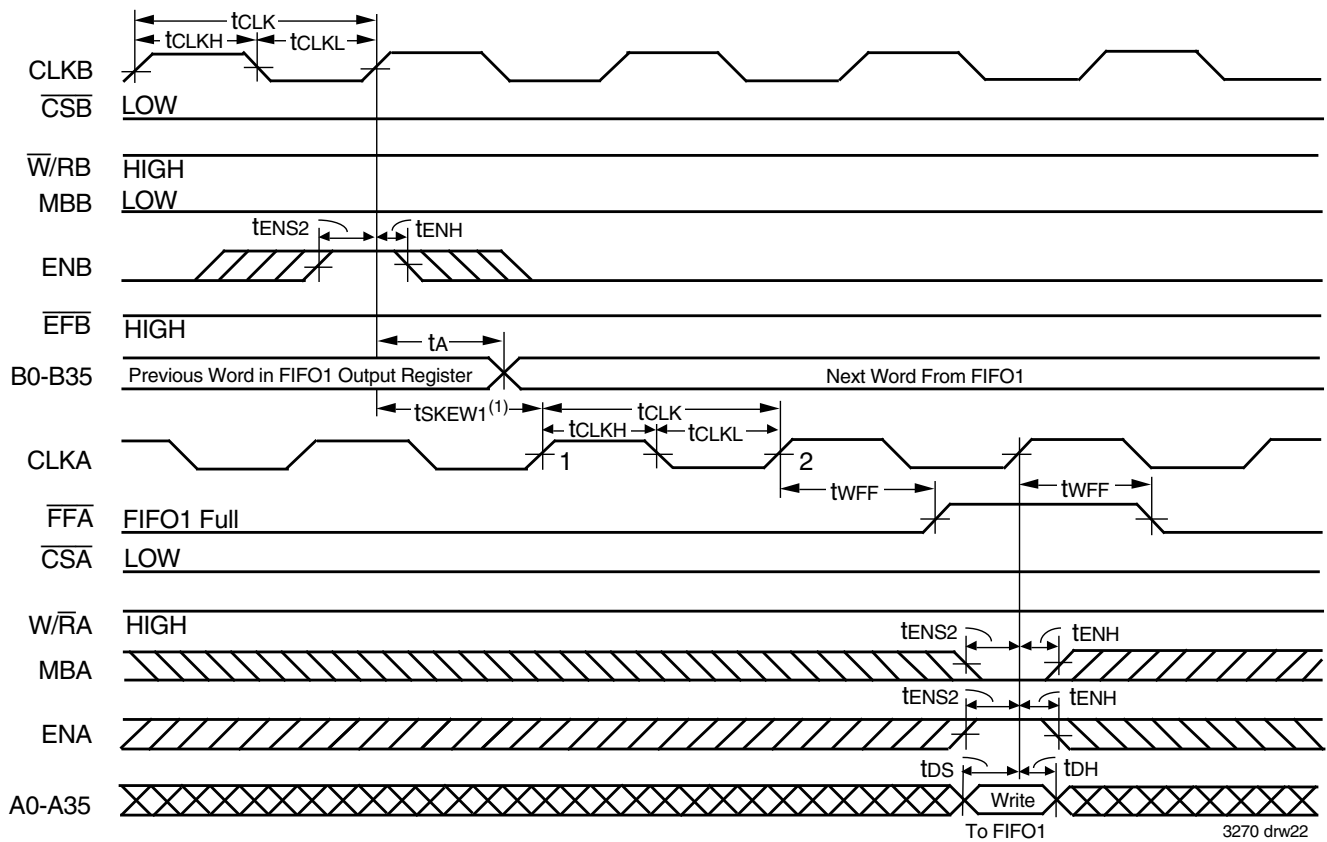 tCLK
tCLKH tCLKL
CLKB
CSB LOW
W/RB HIGH
MBB LOW
tENS2 tENH
ENB
EFB HIGH
tA
B0-B35 Previous Word in FIFO1 Output Register Next Word From FIFO1
tSKEW1(1) tCLK
tCLKH tCLKL
CLKA 1 2
tWFF tWFF
FFA FIFO1 Full
CSA LOW
W/RA HIGH
tENS2 tENH
MBA
tENS2 tENH
ENA
tDS tDH
A0-A35 Write
To FIFO1 3270 drw22